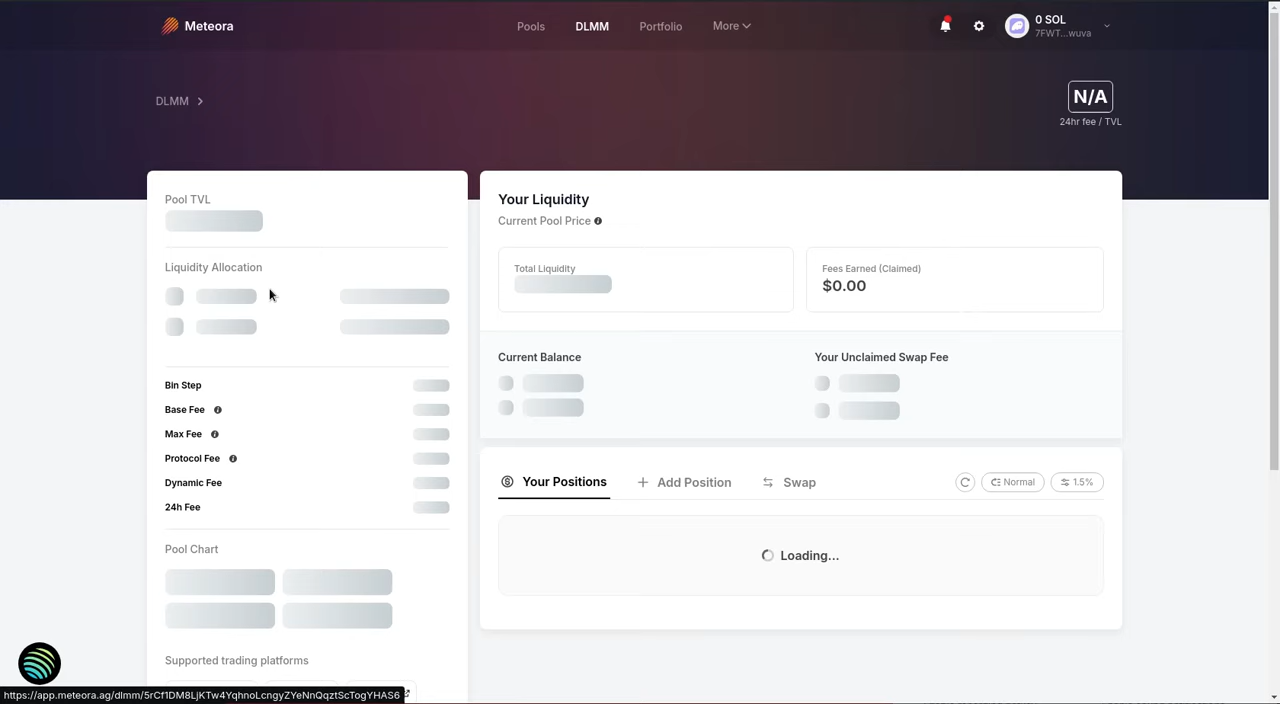 Meteora
Pools
DLMM
Portfolio
More
0 SOL
7FWT...wuva
DLMM
N/A
24hr fee / TVL
Pool TVL
Liquidity Allocation
Bin Step
Base Fee
Max Fee
Protocol Fee
Dynamic Fee
24h Fee
Pool Chart
Supported trading platforms
Your Liquidity
Current Pool Price
Total Liquidity
Fees Earned (Claimed)
$0.00
Current Balance
Your Unclaimed Swap Fee
Your Positions
Add Position
Swap
Normal
1.5%
Loading...
https://app.meteora.ag/dlmm/5rCf1DM8LjKTw4YqhnoLcngyZYeNnQqztScTogYHAS6